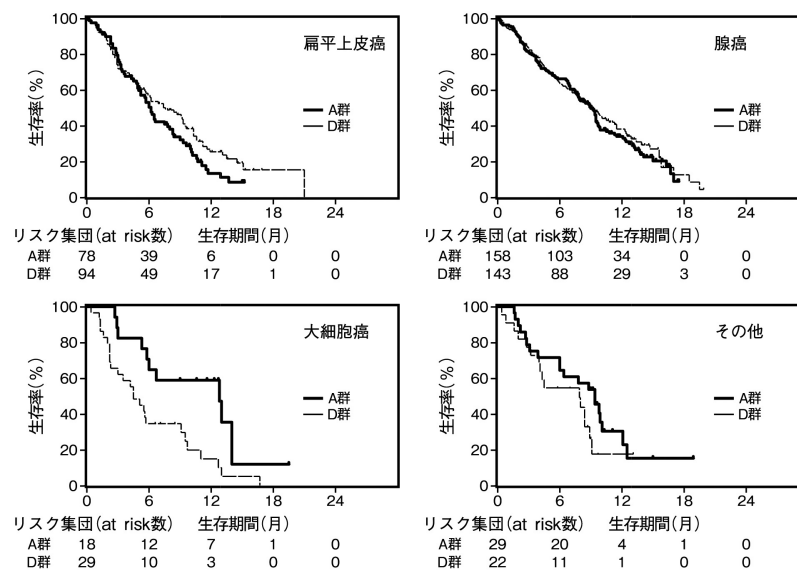 扁平上皮癌
生存率(%)
100
80
60
40
20
0
A群
D群
0 6 12 18 24
リスク集団(at risk数) 生存期間(月)
A群 78 39 6 0 0
D群 94 49 17 1 0
腺癌
生存率(%)
100
80
60
40
20
0
A群
D群
0 6 12 18 24
リスク集団(at risk数) 生存期間(月)
A群 158 103 34 0 0
D群 143 88 29 3 0
大細胞癌
生存率(%)
100
80
60
40
20
0
A群
D群
0 6 12 18 24
リスク集団(at risk数) 生存期間(月)
A群 18 12 7 1 0
D群 29 10 3 0 0
その他
生存率(%)
100
80
60
40
20
0
A群
D群
0 6 12 18 24
リスク集団(at risk数) 生存期間(月)
A群 29 20 4 1 0
D群 22 11 1 0 0